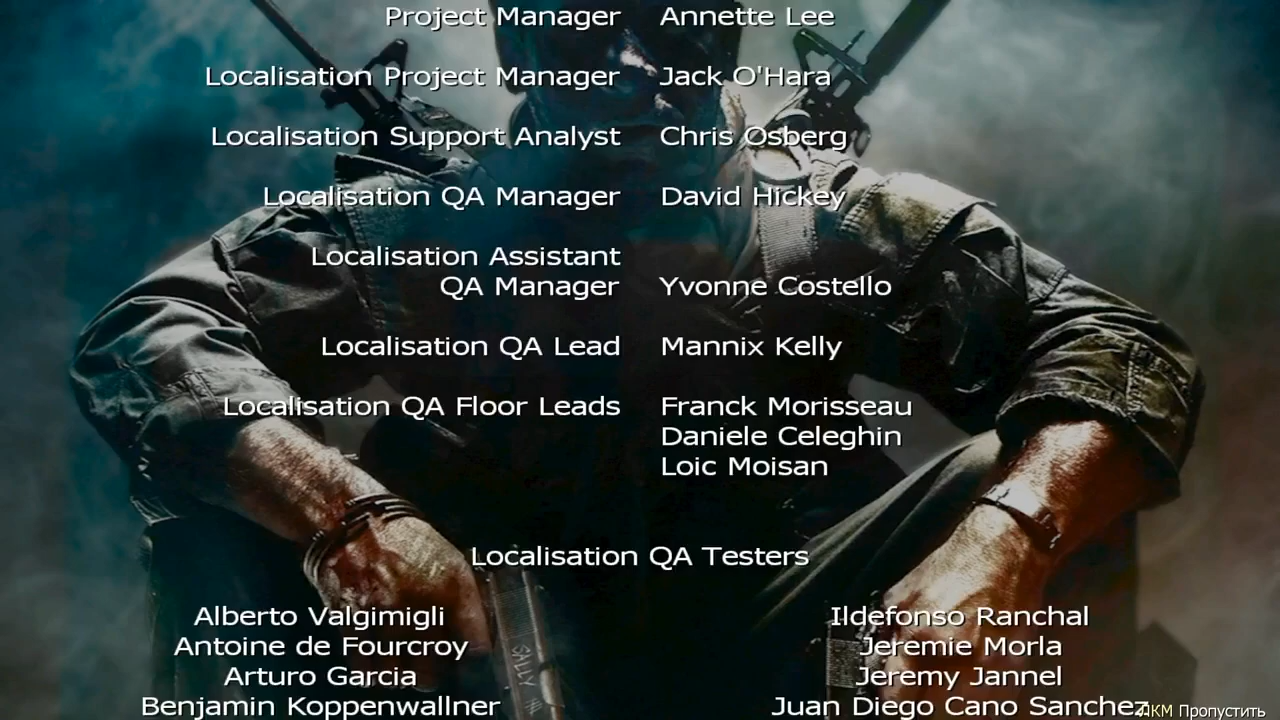 Project Manager Annette Lee
Localisation Project Manager Jack O'Hara
Localisation Support Analyst Chris Osberg
Localisation QA Manager David Hickey
Localisation Assistant
QA Manager Yvonne Costello
Localisation QA Lead Mannix Kelly
Localisation QA Floor Leads Franck Morisseau
Daniele Celeghin
Loic Moisan
Localisation QA Testers
Alberto Valgimigli Ildefonso Ranchal
Antoine de Fourcroy Jeremie Morla
Arturo Garcia Jeremy Jannel
Benjamin Koppenwallner Juan Diego Cano Sanchez
ЛКМ Пропустить
SALLY